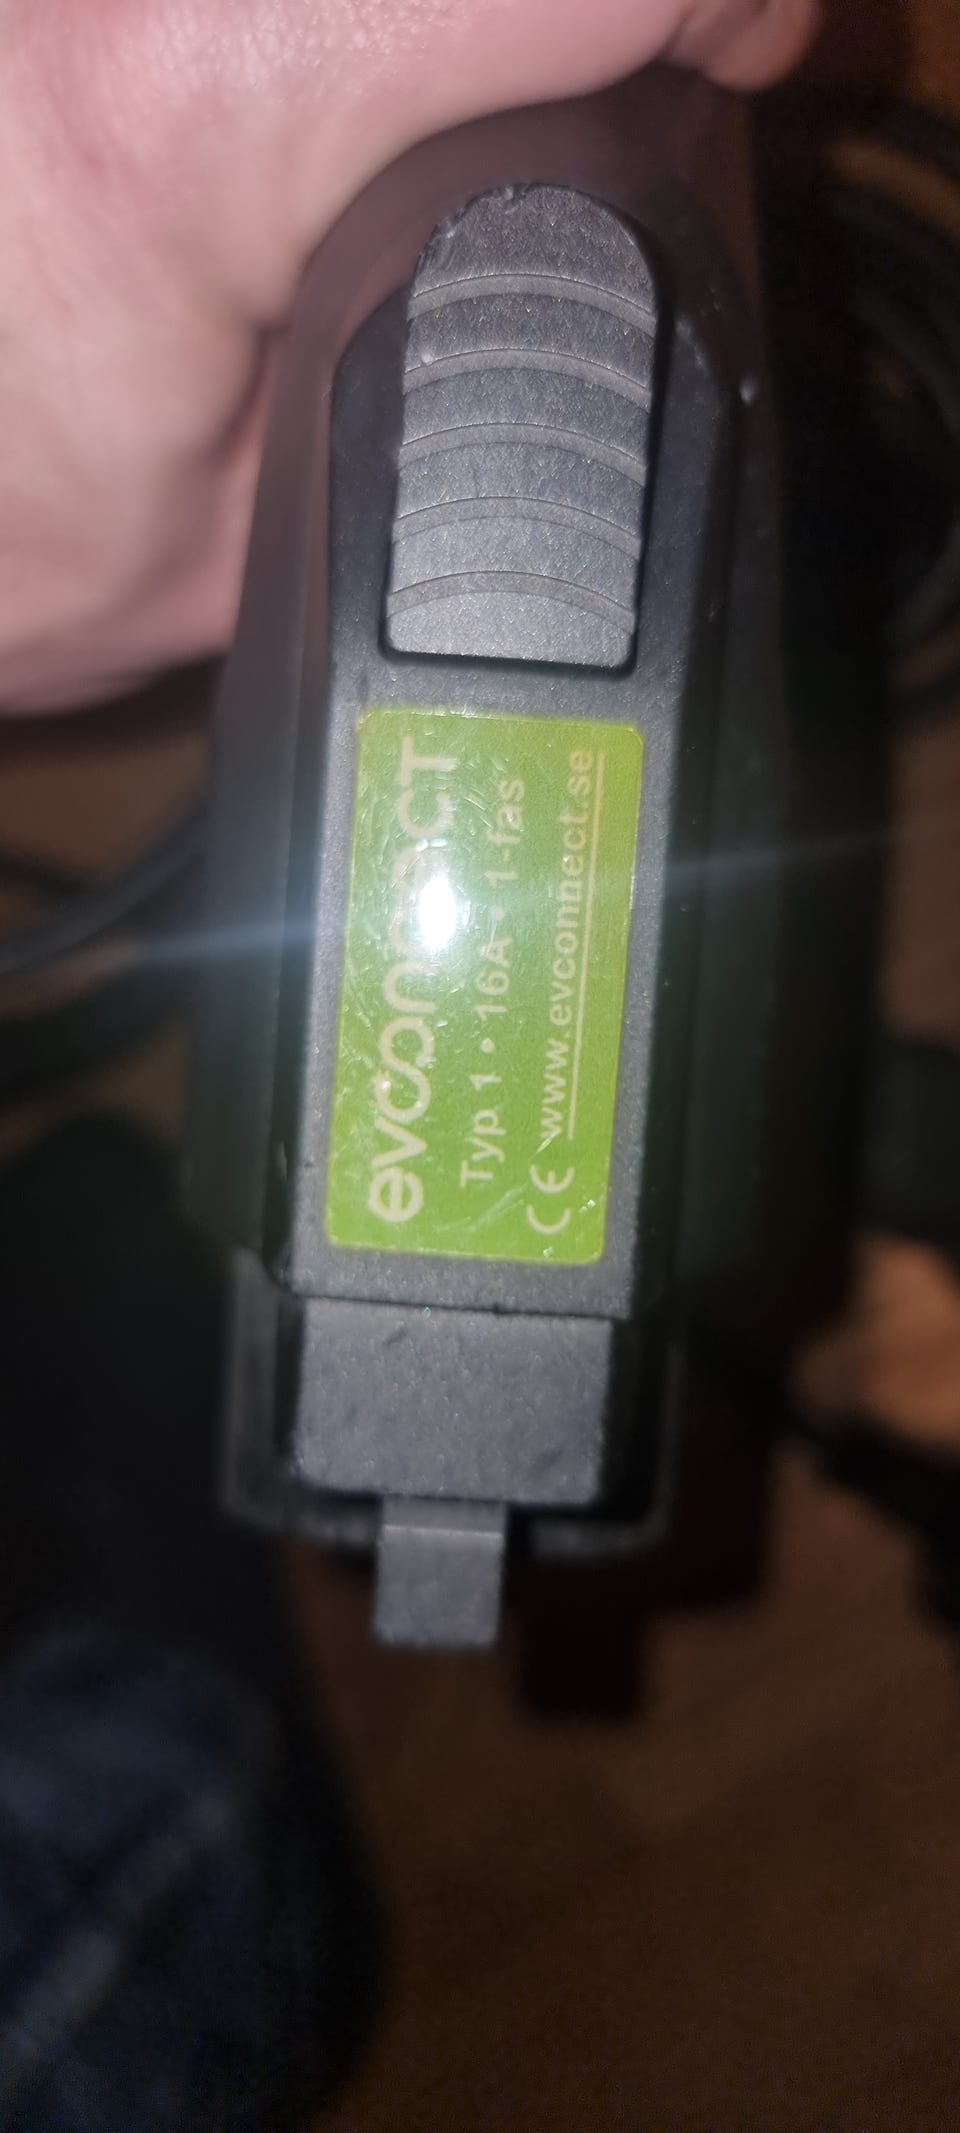 evconnect
Typ 1 • 16A • 1-fas
CE www.evconnect.se